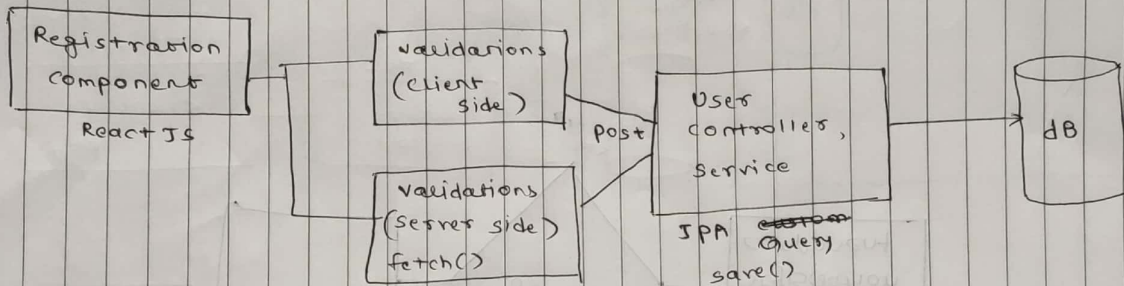 Registration
component
React JS
validations
(client
side)
validations
(server side)
fetch()
post
User
controller,
service
JPA custom
Query
save()
dB